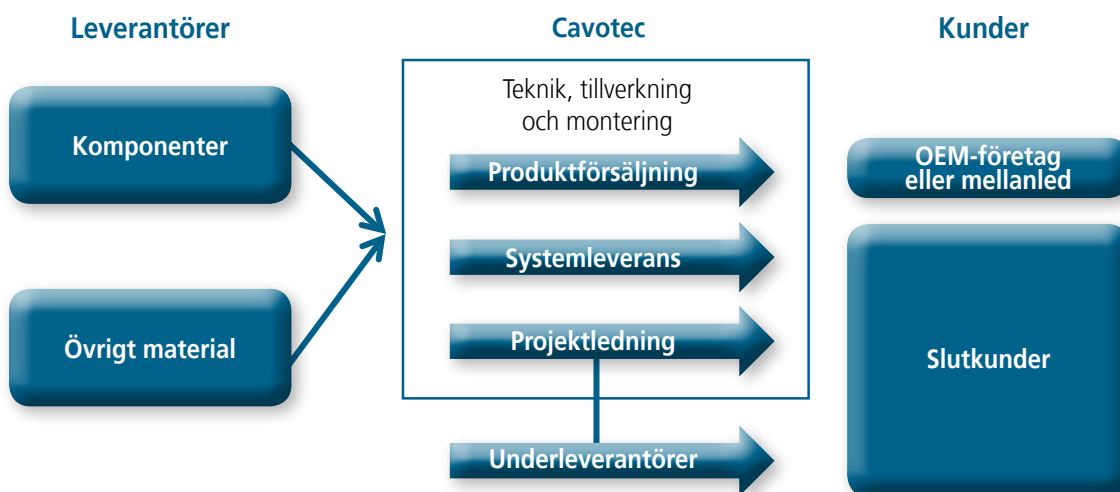 Leverantörer
Komponenter
Övrigt material
Cavotec
Teknik, tillverkning
och montering
Produktförsäljning
Systemleverans
Projektledning
Underleverantörer
Kunder
OEM-företag
eller mellanled
Slutkunder